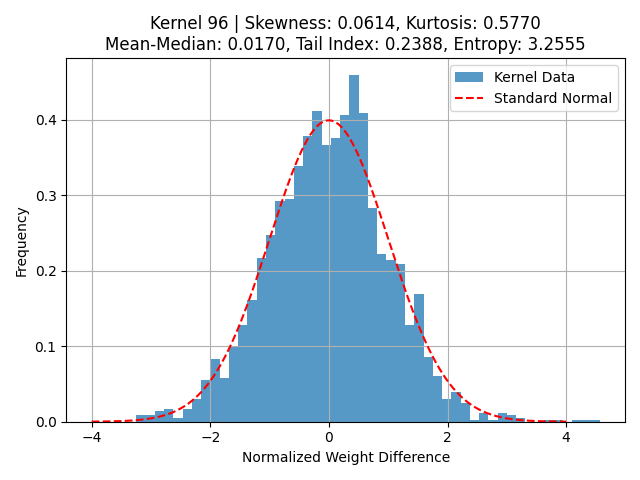 Kernel 96 | Skewness: 0.0614, Kurtosis: 0.5770
Mean-Median: 0.0170, Tail Index: 0.2388, Entropy: 3.2555
Kernel Data
Standard Normal
Frequency
0.4
0.3
0.2
0.1
0.0
−4
−2
0
2
4
Normalized Weight Difference